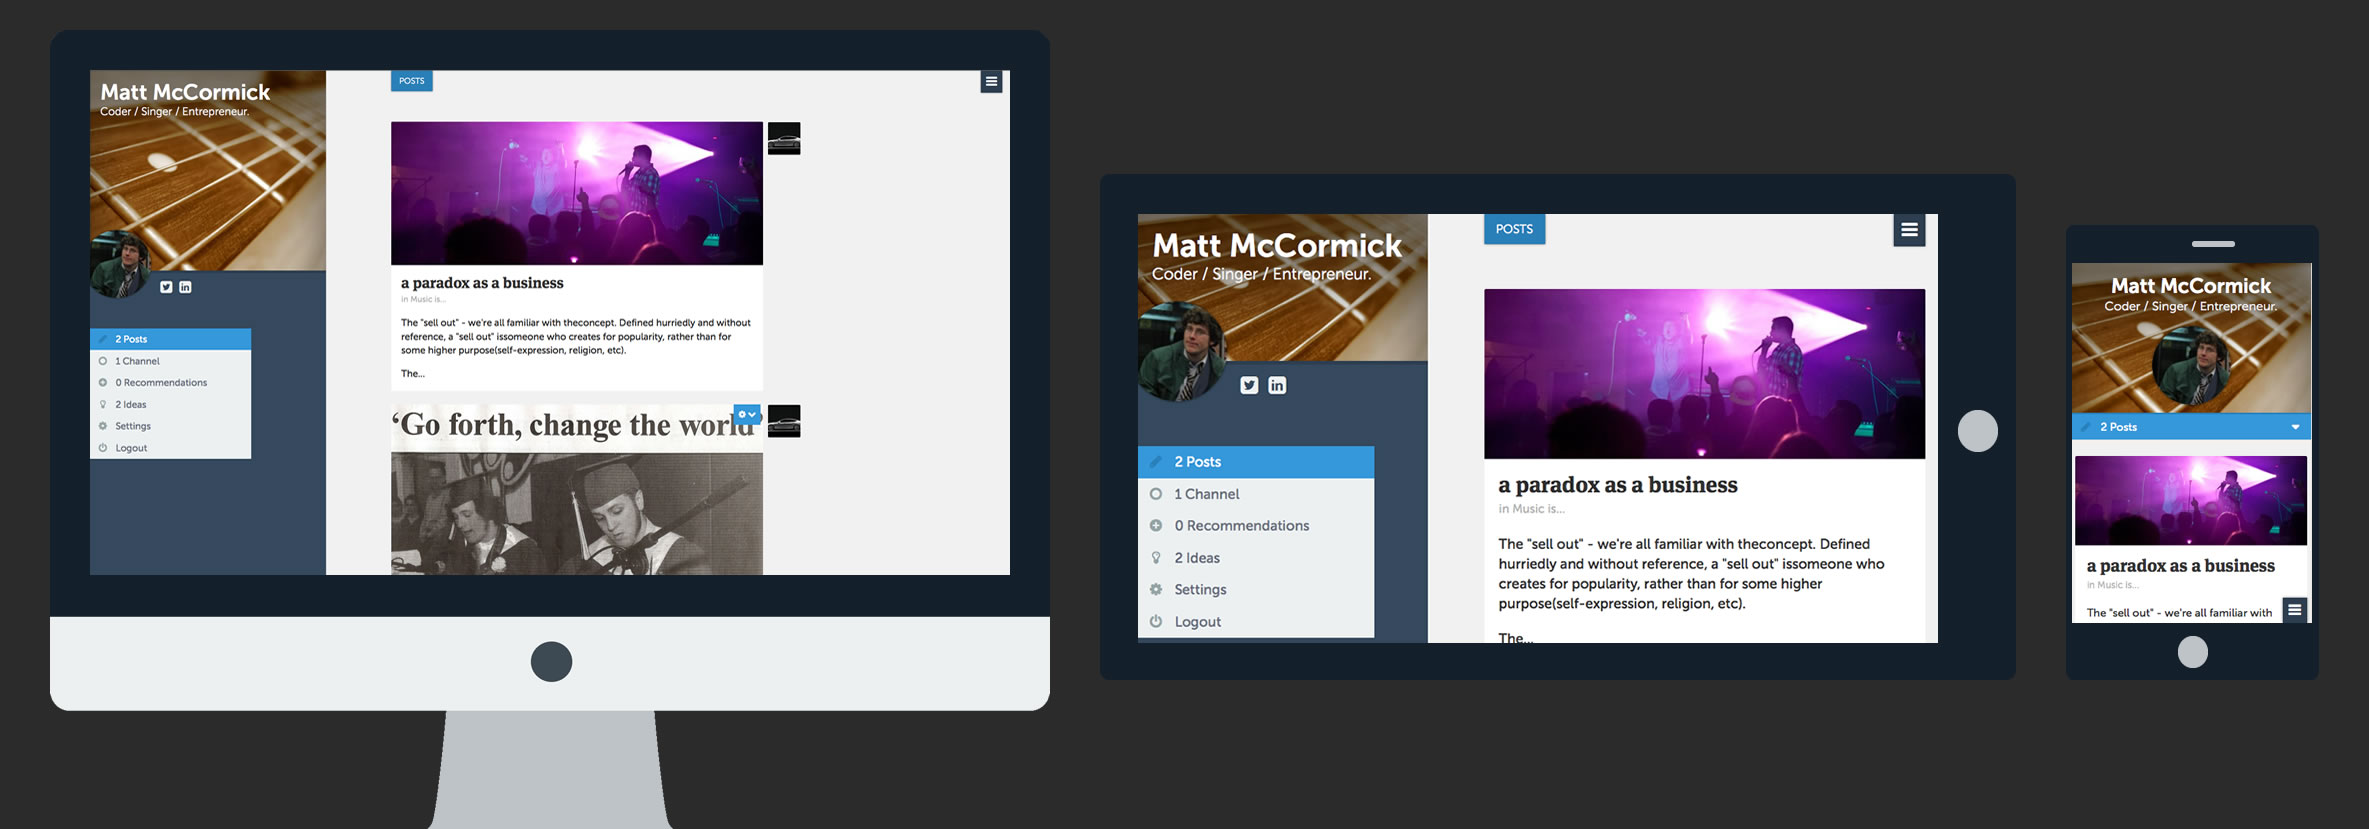 Matt McCormick
Coder / Singer / Entrepreneur.
2 Posts
1 Channel
0 Recommendations
2 Ideas
Settings
Logout
POSTS
a paradox as a business
in Music is...
The "sell out" - we're all familiar with theconcept. Defined hurriedly and without
reference, a "sell out" issomeone who creates for popularity, rather than for
some higher purpose(self-expression, religion, etc).
The...
‘Go forth, change the world’
Matt McCormick
Coder / Singer / Entrepreneur.
2 Posts
1 Channel
0 Recommendations
2 Ideas
Settings
Logout
POSTS
a paradox as a business
in Music is...
The "sell out" - we're all familiar with theconcept. Defined
hurriedly and without reference, a "sell out" issomeone who
creates for popularity, rather than for some higher
purpose(self-expression, religion, etc).
The...
Matt McCormick
Coder / Singer / Entrepreneur.
2 Posts
a paradox as a business
in Music is...
The "sell out" - we're all familiar with